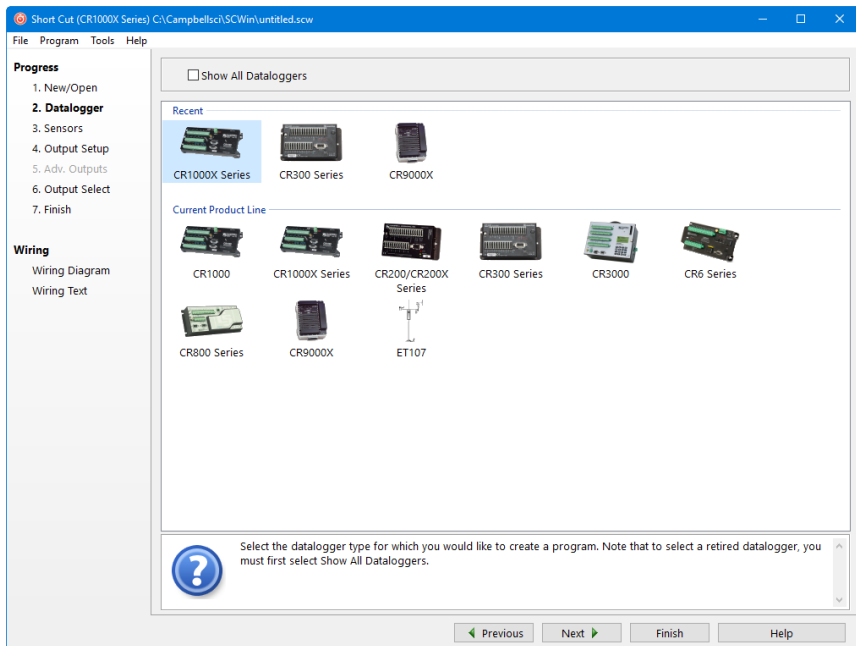 Short Cut (CR1000X Series) C:\Campbellsci\SCWin\untitled.scw
File Program Tools Help
Progress
1. New/Open
2. Datalogger
3. Sensors
4. Output Setup
5. Adv. Outputs
6. Output Select
7. Finish
Wiring
Wiring Diagram
Wiring Text
Show All Dataloggers
Recent
CR1000X Series CR300 Series CR9000X
Current Product Line
CR1000 CR1000X Series CR200/CR200X Series CR300 Series CR3000 CR6 Series
CR800 Series CR9000X ET107
Select the datalogger type for which you would like to create a program. Note that to select a retired datalogger, you
must first select Show All Dataloggers.
Previous Next Finish Help